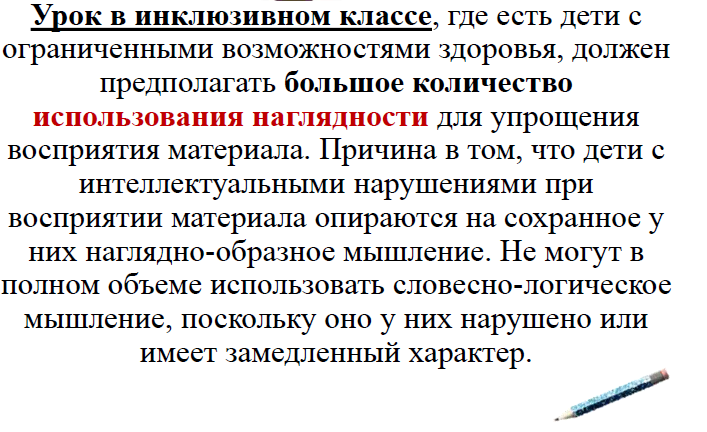 Урок в инклюзивном классе, где есть дети с
ограниченными возможностями здоровья, должен
предполагать большое количество
использования наглядности для упрощения
восприятия материала. Причина в том, что дети с
интеллектуальными нарушениями при
восприятии материала опираются на сохранное у
них наглядно-образное мышление. Не могут в
полном объеме использовать словесно-логическое
мышление, поскольку оно у них нарушено или
имеет замедленный характер.